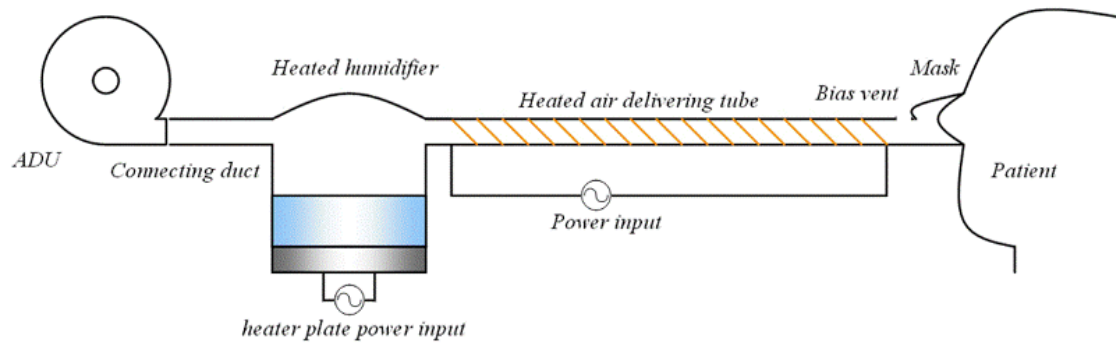 Heated humidifier
Mask
Bias vent
Heated air delivering tube
ADU
Connecting duct
Patient
Power input
heater plate power input